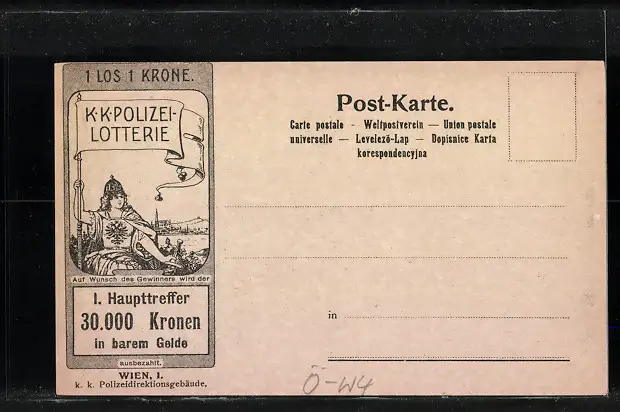 1 LOS 1 KRONE.
K·K·POLIZEI-
LOTTERIE
Auf Wunsch des Gewinners wird der
I. Haupttreffer
30.000 Kronen
in barem Gelde
ausbezahlt.
WIEN, I.
k. k. Polizeidirektionsgebäude.
Post-Karte.
Carte postale - Weltpostverein — Union postale
universelle — Levelező-Lap — Dopisnice Karta
korespondencyjna
in
Ö-W4